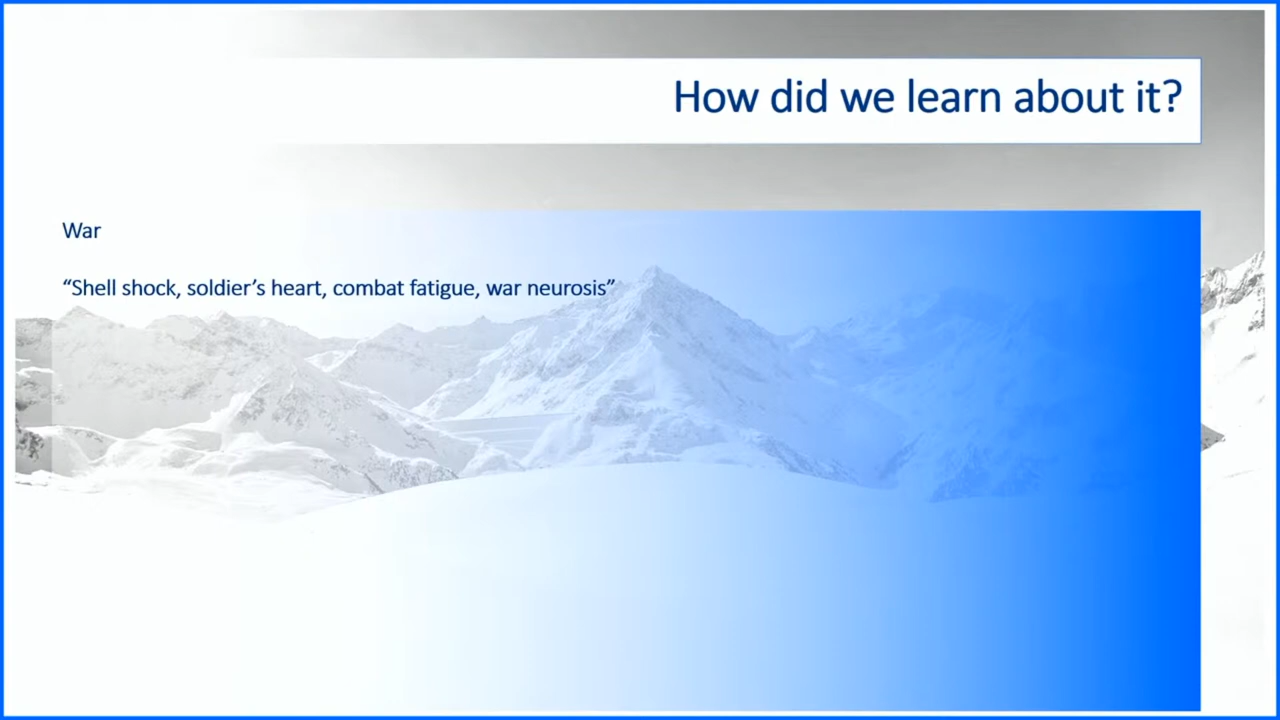 How did we learn about it?
War
“Shell shock, soldier’s heart, combat fatigue, war neurosis”